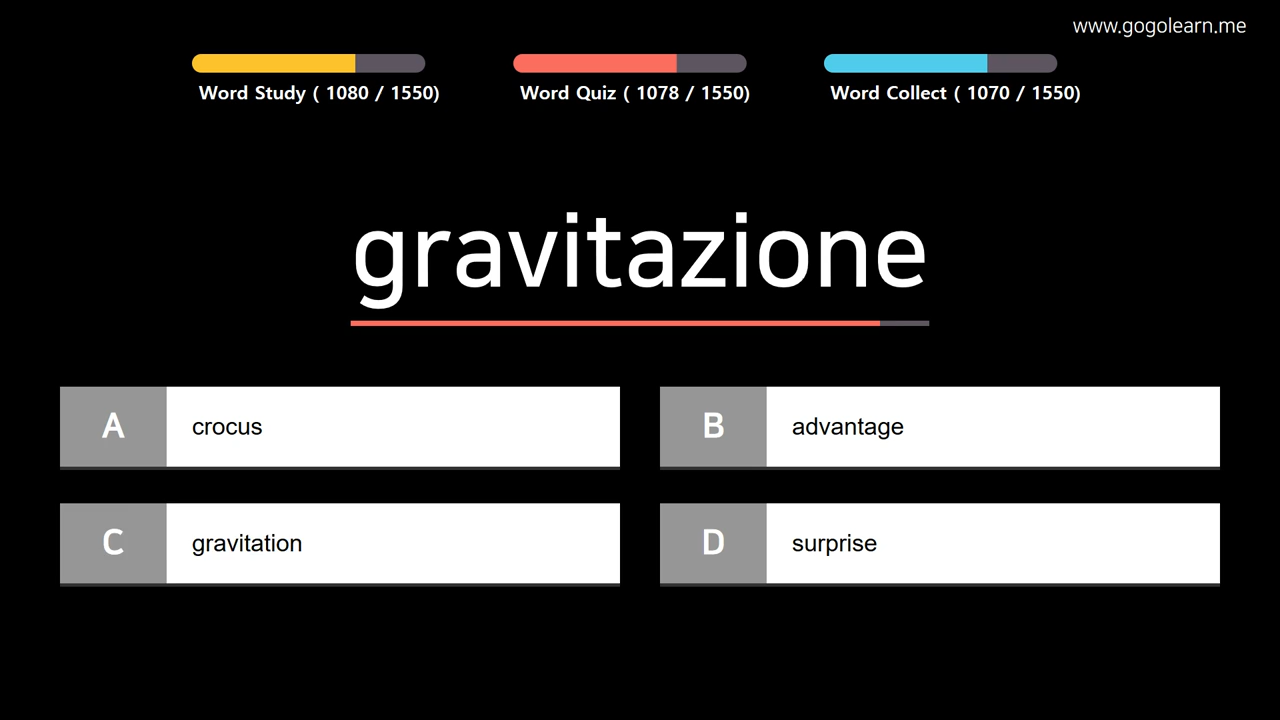 www.gogolearn.me
Word Study ( 1080 / 1550)
Word Quiz ( 1078 / 1550)
Word Collect ( 1070 / 1550)
gravitazione
A crocus
B advantage
C gravitation
D surprise